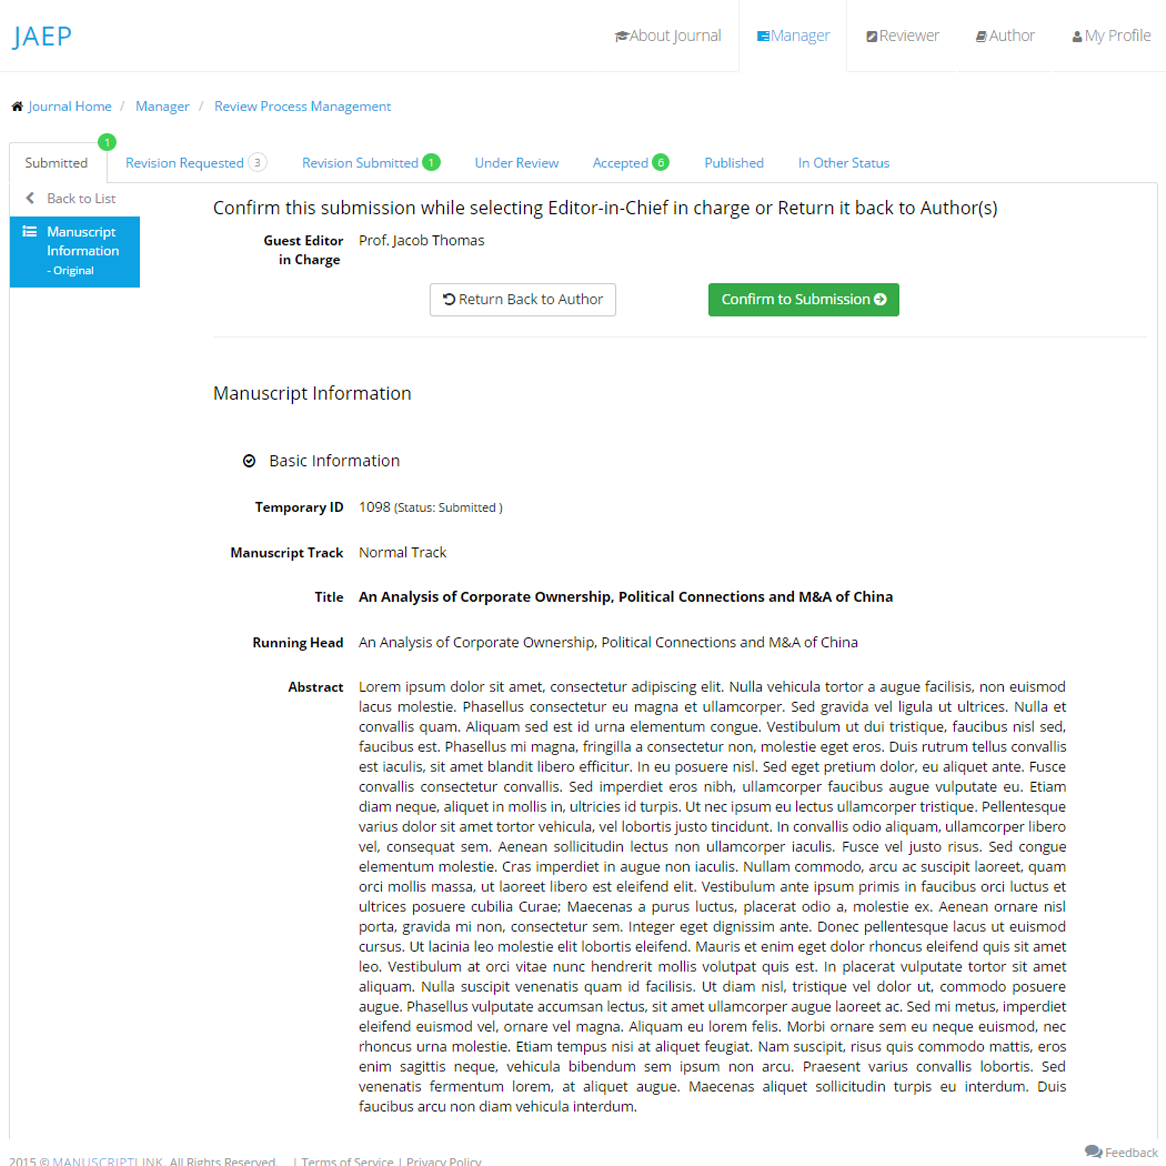 JAEP
About Journal
Manager
Reviewer
Author
My Profile
Journal Home / Manager / Review Process Management
Submitted 1
Revision Requested 3
Revision Submitted 1
Under Review
Accepted 6
Published
In Other Status
Back to List
Manuscript
Information
- Original
Confirm this submission while selecting Editor-in-Chief in charge or Return it back to Author(s)
Guest Editor Prof. Jacob Thomas
in Charge
Return Back to Author
Confirm to Submission
Manuscript Information
Basic Information
Temporary ID 1098 (Status: Submitted )
Manuscript Track Normal Track
Title An Analysis of Corporate Ownership, Political Connections and M&A of China
Running Head An Analysis of Corporate Ownership, Political Connections and M&A of China
Abstract Lorem ipsum dolor sit amet, consectetur adipiscing elit. Nulla vehicula tortor a augue facilisis, non euismod
lacus molestie. Phasellus consectetur eu magna et ullamcorper. Sed gravida vel ligula ut ultrices. Nulla et
convallis quam. Aliquam sed est id urna elementum congue. Vestibulum ut dui tristique, faucibus nisl sed,
faucibus est. Phasellus mi magna, fringilla a consectetur non, molestie eget eros. Duis rutrum tellus convallis
est iaculis, sit amet blandit libero efficitur. In eu posuere nisl. Sed eget pretium dolor, eu aliquet ante. Fusce
convallis consectetur convallis. Sed imperdiet eros nibh, ullamcorper faucibus augue vulputate eu. Etiam
diam neque, aliquet in mollis in, ultricies id turpis. Ut nec ipsum eu lectus ullamcorper tristique. Pellentesque
varius dolor sit amet tortor vehicula, vel lobortis justo tincidunt. In convallis odio aliquam, ullamcorper libero
vel, consequat sem. Aenean sollicitudin lectus non ullamcorper iaculis. Fusce vel justo risus. Sed congue
elementum molestie. Cras imperdiet in augue non iaculis. Nullam commodo, arcu ac suscipit laoreet, quam
orci mollis massa, ut laoreet libero est eleifend elit. Vestibulum ante ipsum primis in faucibus orci luctus et
ultrices posuere cubilia Curae; Maecenas a purus luctus, placerat odio a, molestie ex. Aenean ornare nisl
porta, gravida mi non, consectetur sem. Integer eget dignissim ante. Donec pellentesque lacus ut euismod
cursus. Ut lacinia leo molestie elit lobortis eleifend. Mauris et enim eget dolor rhoncus eleifend quis sit amet
leo. Vestibulum at orci vitae nunc hendrerit mollis volutpat quis est. In placerat vulputate tortor sit amet
aliquam. Nulla suscipit venenatis quam id facilisis. Ut diam nisl, tristique vel dolor ut, commodo posuere
augue. Phasellus vulputate accumsan lectus, sit amet ullamcorper augue laoreet ac. Sed mi metus, imperdiet
eleifend euismod vel, ornare vel magna. Aliquam eu lorem felis. Morbi ornare sem eu neque euismod, nec
rhoncus urna molestie. Etiam tempus nisi at aliquet feugiat. Nam suscipit, risus quis commodo mattis, eros
enim sagittis neque, vehicula bibendum sem ipsum non arcu. Praesent varius convallis lobortis. Sed
venenatis fermentum lorem, at aliquet augue. Maecenas aliquet sollicitudin turpis eu interdum. Duis
faucibus arcu non diam vehicula interdum.
Feedback
2015 © MANUSCRIPTLINK. All Rights Reserved. | Terms of Service | Privacy Policy